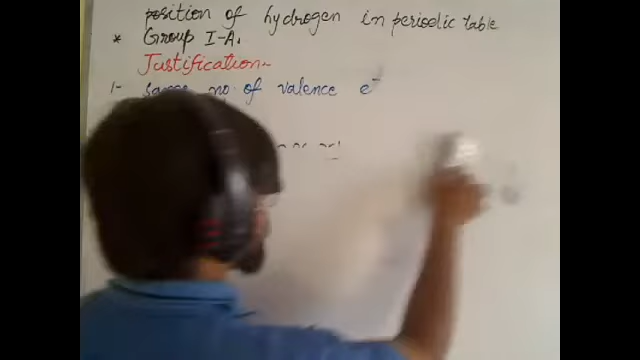 position of hydrogen in periodic table
* Group I-A.
Justification:-
1- same no. of valence e⁻